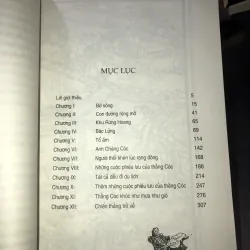 MỤC LỤC
Lời giới thiệu 5
Chương I Bờ sông 15
Chương II Con đường rộng mở 41
Chương III Khu Rừng Hoang 65
Chương IV Bác Lửng 89
Chương V: Tổ ấm 114
Chương VI: Anh Chàng Cóc 142
Chương VII: Người thổi khèn lúc rạng đông 168
Chương VIII: Những cuộc phiêu lưu của thằng Cóc 186
Chương IX Tất cả đều đi du lịch 214
Chương X: Thêm những cuộc phiêu lưu của thằng Cóc 247
Chương XI: Thằng Cóc khóc như mưa như gió 276
Chương XII: Chiến thắng trở về 307